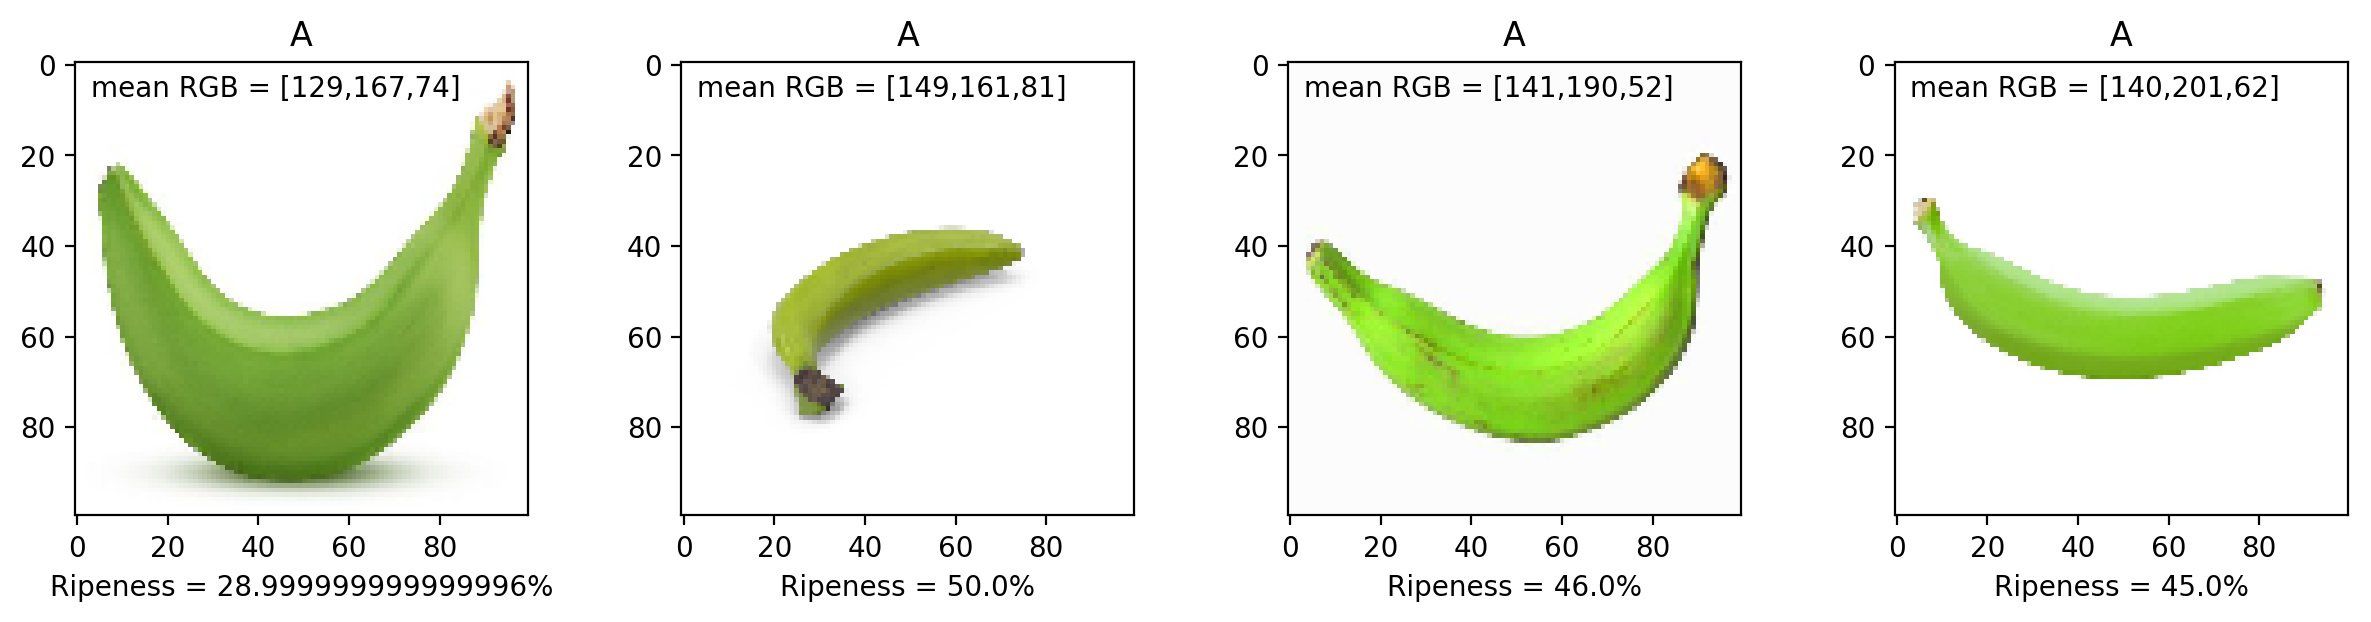 A
mean RGB = [129,167,74]
0
20
40
60
80
0 20 40 60 80
Ripeness = 28.999999999999996%
A
mean RGB = [149,161,81]
0
20
40
60
80
0 20 40 60 80
Ripeness = 50.0%
A
mean RGB = [141,190,52]
0
20
40
60
80
0 20 40 60 80
Ripeness = 46.0%
A
mean RGB = [140,201,62]
0
20
40
60
80
0 20 40 60 80
Ripeness = 45.0%